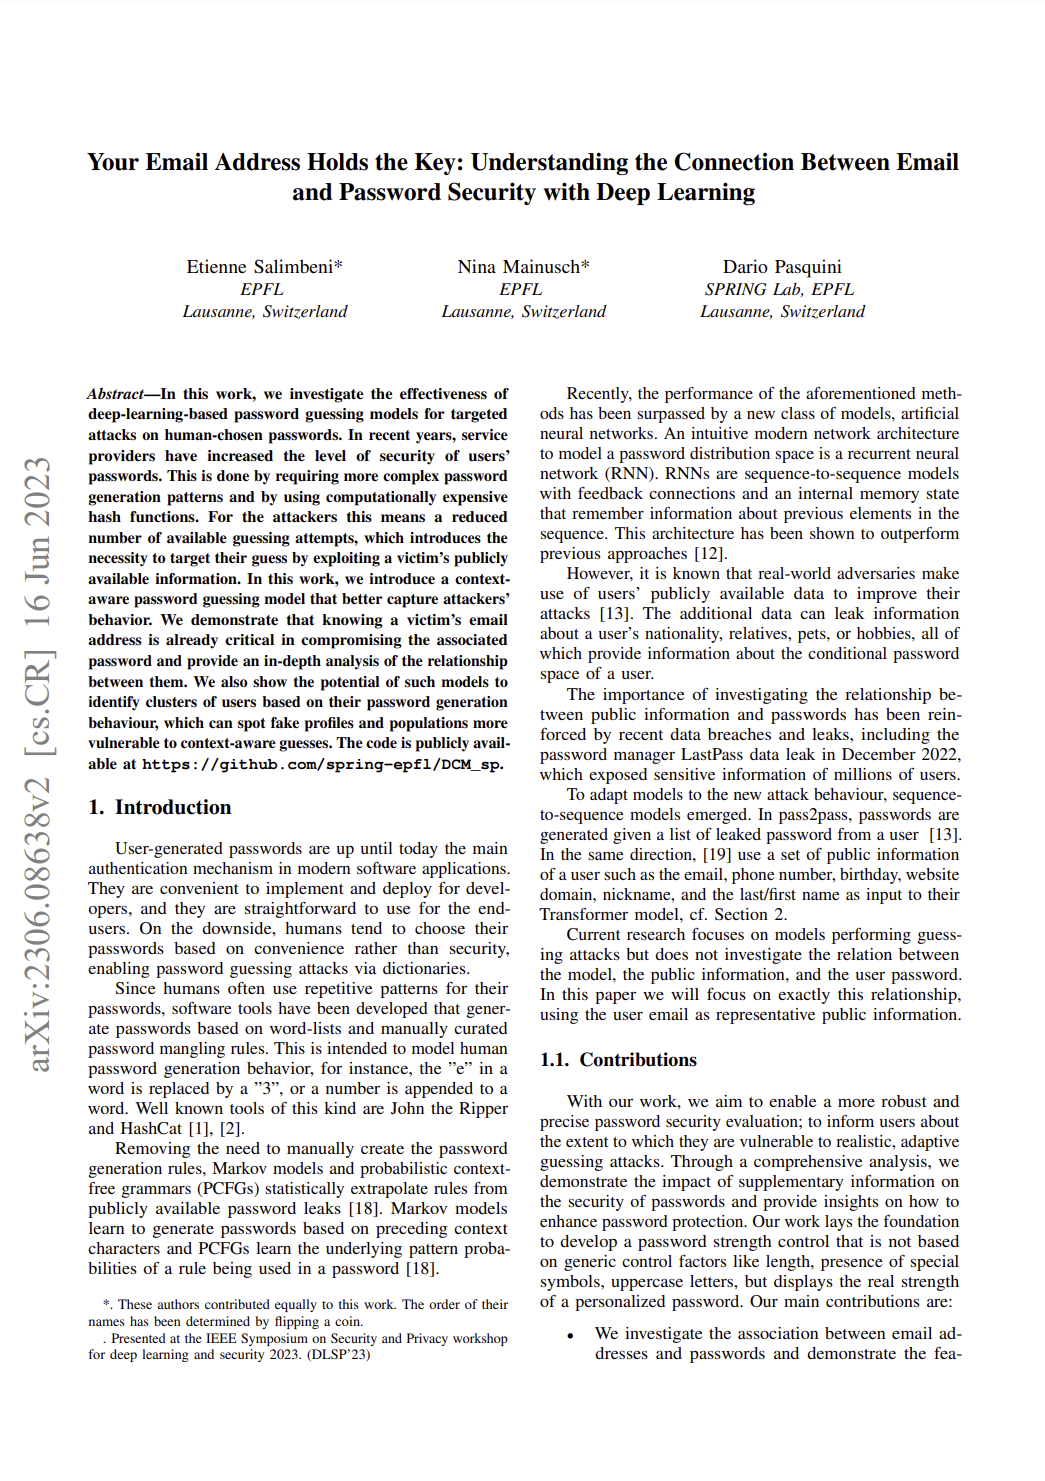 Your Email Address Holds the Key: Understanding the Connection Between Email
and Password Security with Deep Learning
Etienne Salimbeni*
EPFL
Lausanne, Switzerland
Nina Mainusch*
EPFL
Lausanne, Switzerland
Dario Pasquini
SPRING Lab, EPFL
Lausanne, Switzerland
arXiv:2306.08638v2 [cs.CR] 16 Jun 2023
Abstract—In this work, we investigate the effectiveness of
deep-learning-based password guessing models for targeted
attacks on human-chosen passwords. In recent years, service
providers have increased the level of security of users'
passwords. This is done by requiring more complex password
generation patterns and by using computationally expensive
hash functions. For the attackers this means a reduced
number of available guessing attempts, which introduces the
necessity to target their guess by exploiting a victim's publicly
available information. In this work, we introduce a context-
aware password guessing model that better capture attackers'
behavior. We demonstrate that knowing a victim's email
address is already critical in compromising the associated
password and provide an in-depth analysis of the relationship
between them. We also show the potential of such models to
identify clusters of users based on their password generation
behaviour, which can spot fake profiles and populations more
vulnerable to context-aware guesses. The code is publicly avail-
able at https://github.com/spring-epfl/DCM_sp.
1. Introduction
User-generated passwords are up until today the main
authentication mechanism in modern software applications.
They are convenient to implement and deploy for devel-
opers, and they are straightforward to use for the end-
users. On the downside, humans tend to choose their
passwords based on convenience rather than security,
enabling password guessing attacks via dictionaries.
Since humans often use repetitive patterns for their
passwords, software tools have been developed that gener-
ate passwords based on word-lists and manually curated
password mangling rules. This is intended to model human
password generation behavior, for instance, the "e" in a
word is replaced by a "3", or a number is appended to a
word. Well known tools of this kind are John the Ripper
and HashCat [1], [2].
Removing the need to manually create the password
generation rules, Markov models and probabilistic context-
free grammars (PCFGs) statistically extrapolate rules from
publicly available password leaks [18]. Markov models
learn to generate passwords based on preceding context
characters and PCFGs learn the underlying pattern proba-
bilities of a rule being used in a password [18].
*. These authors contributed equally to this work. The order of their
names has been determined by flipping a coin.
. Presented at the IEEE Symposium on Security and Privacy workshop
for deep learning and security 2023. (DLSP'23)
Recently, the performance of the aforementioned meth-
ods has been surpassed by a new class of models, artificial
neural networks. An intuitive modern network architecture
to model a password distribution space is a recurrent neural
network (RNN). RNNs are sequence-to-sequence models
with feedback connections and an internal memory state
that remember information about previous elements in the
sequence. This architecture has been shown to outperform
previous approaches [12].
However, it is known that real-world adversaries make
use of users' publicly available data to improve their
attacks [13]. The additional data can leak information
about a user's nationality, relatives, pets, or hobbies, all of
which provide information about the conditional password
space of a user.
The importance of investigating the relationship be-
tween public information and passwords has been rein-
forced by recent data breaches and leaks, including the
password manager LastPass data leak in December 2022,
which exposed sensitive information of millions of users.
To adapt models to the new attack behaviour, sequence-
to-sequence models emerged. In pass2pass, passwords are
generated given a list of leaked password from a user [13].
In the same direction, [19] use a set of public information
of a user such as the email, phone number, birthday, website
domain, nickname, and the last/first name as input to their
Transformer model, cf. Section 2.
Current research focuses on models performing guess-
ing attacks but does not investigate the relation between
the model, the public information, and the user password.
In this paper we will focus on exactly this relationship,
using the user email as representative public information.
1.1. Contributions
With our work, we aim to enable a more robust and
precise password security evaluation; to inform users about
the extent to which they are vulnerable to realistic, adaptive
guessing attacks. Through a comprehensive analysis, we
demonstrate the impact of supplementary information on
the security of passwords and provide insights on how to
enhance password protection. Our work lays the foundation
to develop a password strength control that is not based
on generic control factors like length, presence of special
symbols, uppercase letters, but displays the real strength
of a personalized password. Our main contributions are:
• We investigate the association between email ad-
dresses and passwords and demonstrate the fea-